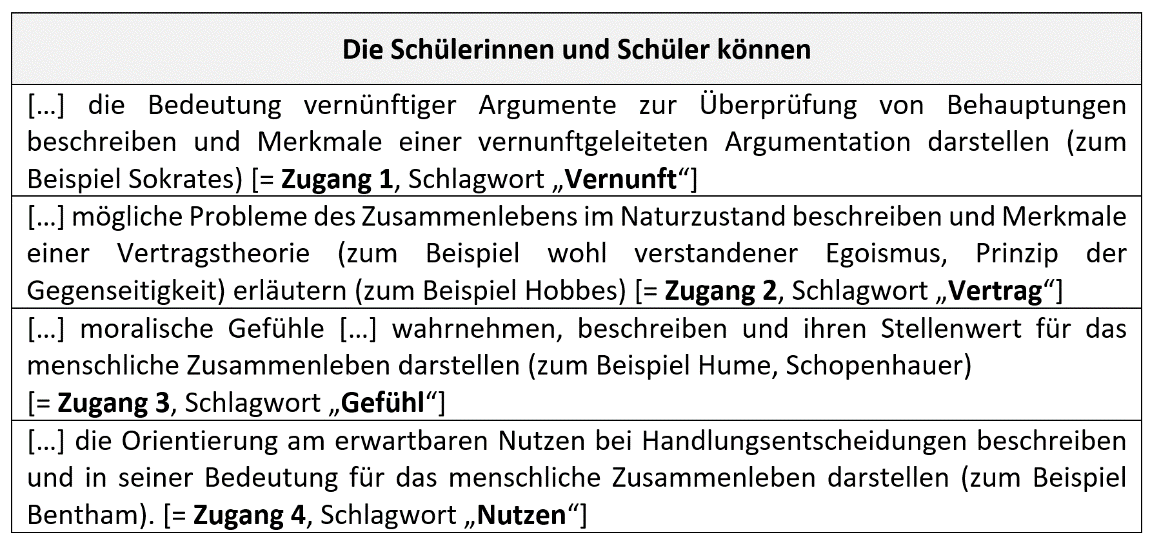 Die Schülerinnen und Schüler können
[…] die Bedeutung vernünftiger Argumente zur Überprüfung von Behauptungen
beschreiben und Merkmale einer vernunftgeleiteten Argumentation darstellen (zum
Beispiel Sokrates) [= Zugang 1, Schlagwort „Vernunft“]
[…] mögliche Probleme des Zusammenlebens im Naturzustand beschreiben und Merkmale
einer Vertragstheorie (zum Beispiel wohl verstandener Egoismus, Prinzip der
Gegenseitigkeit) erläutern (zum Beispiel Hobbes) [= Zugang 2, Schlagwort „Vertrag“]
[…] moralische Gefühle […] wahrnehmen, beschreiben und ihren Stellenwert für das
menschliche Zusammenleben darstellen (zum Beispiel Hume, Schopenhauer)
[= Zugang 3, Schlagwort „Gefühl“]
[…] die Orientierung am erwartbaren Nutzen bei Handlungsentscheidungen beschreiben
und in seiner Bedeutung für das menschliche Zusammenleben darstellen (zum Beispiel
Bentham). [= Zugang 4, Schlagwort „Nutzen“]